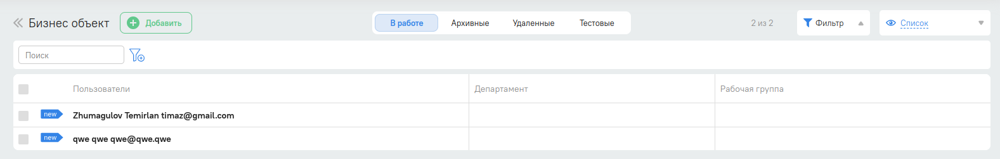 Бизнес объект Добавить В работе Архивные Удаленные Тестовые 2 из 2 Фильтр Список
Поиск
Пользователи Департамент Рабочая группа
new Zhumagulov Temirlan timaz@gmail.com
new qwe qwe qwe@qwe.qwe